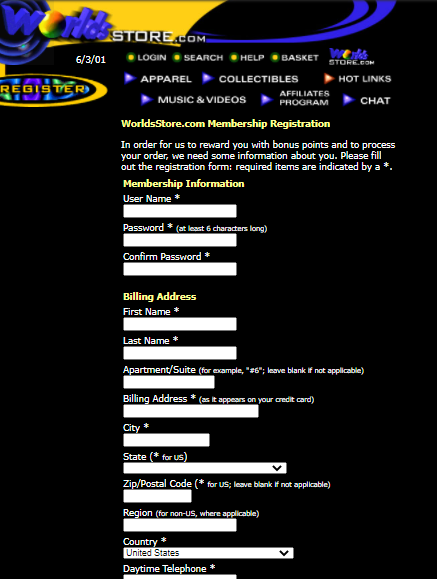 Worlds
STORE.COM
6/3/01
LOGIN SEARCH HELP BASKET
Worlds
STORE.COM
APPAREL COLLECTIBLES HOT LINKS
REGISTER
MUSIC & VIDEOS AFFILIATES PROGRAM CHAT
WorldsStore.com Membership Registration
In order for us to reward you with bonus points and to process
your order, we need some information about you. Please fill
out the registration form: required items are indicated by a *.
Membership Information
User Name *
Password * (at least 6 characters long)
Confirm Password *
Billing Address
First Name *
Last Name *
Apartment/Suite (for example, "#6"; leave blank if not applicable)
Billing Address * (as it appears on your credit card)
City *
State (* for US)
Zip/Postal Code (* for US; leave blank if not applicable)
Region (for non-US, where applicable)
Country *
United States
Daytime Telephone *